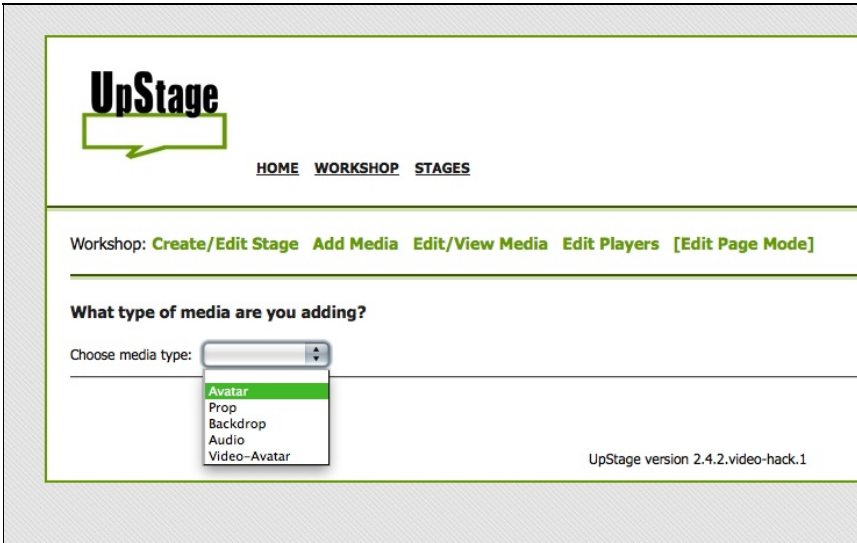 UpStage
HOME WORKSHOP STAGES
Workshop: Create/Edit Stage Add Media Edit/View Media Edit Players [Edit Page Mode]
What type of media are you adding?
Choose media type:
Avatar
Prop
Backdrop
Audio
Video-Avatar
UpStage version 2.4.2.video-hack.1